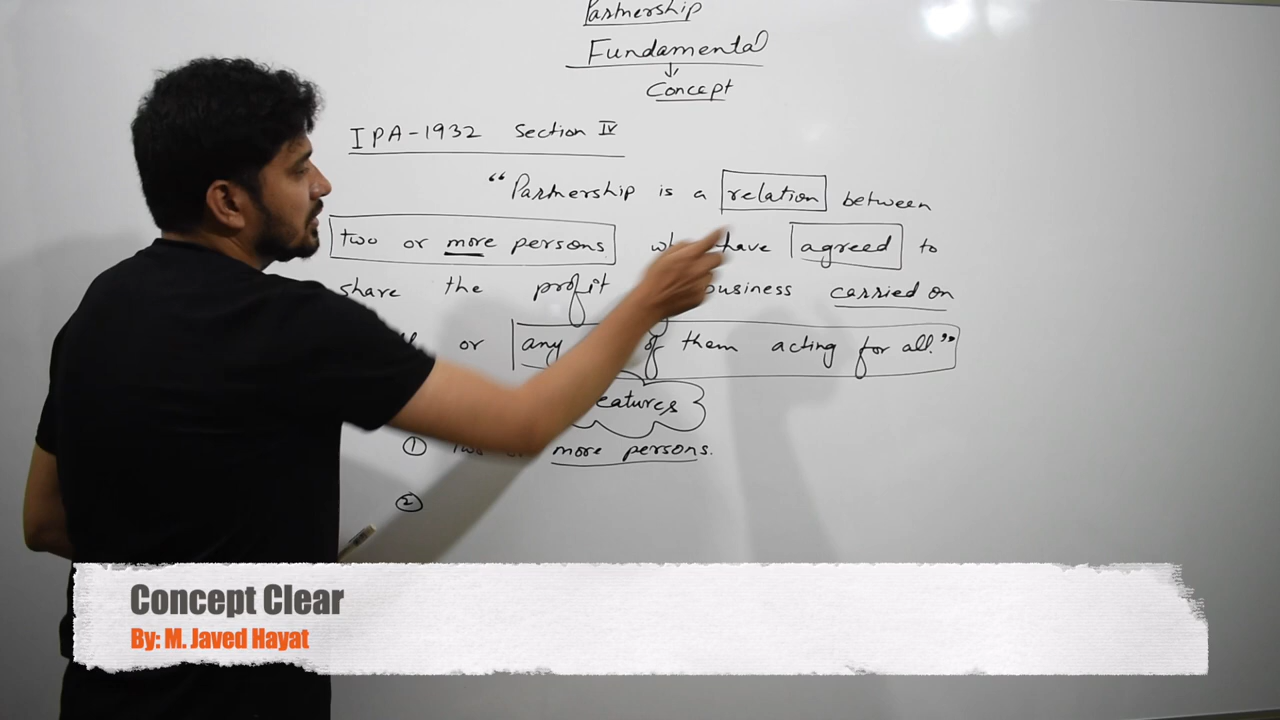 Partnership
Fundamental
Concept
IPA-1932 Section IV
"Partnership is a relation between
two or more persons have agreed to
share the profit business carried on
or any of them acting for all."
eatures
① more persons.
②
Concept Clear
By: M. Javed Hayat